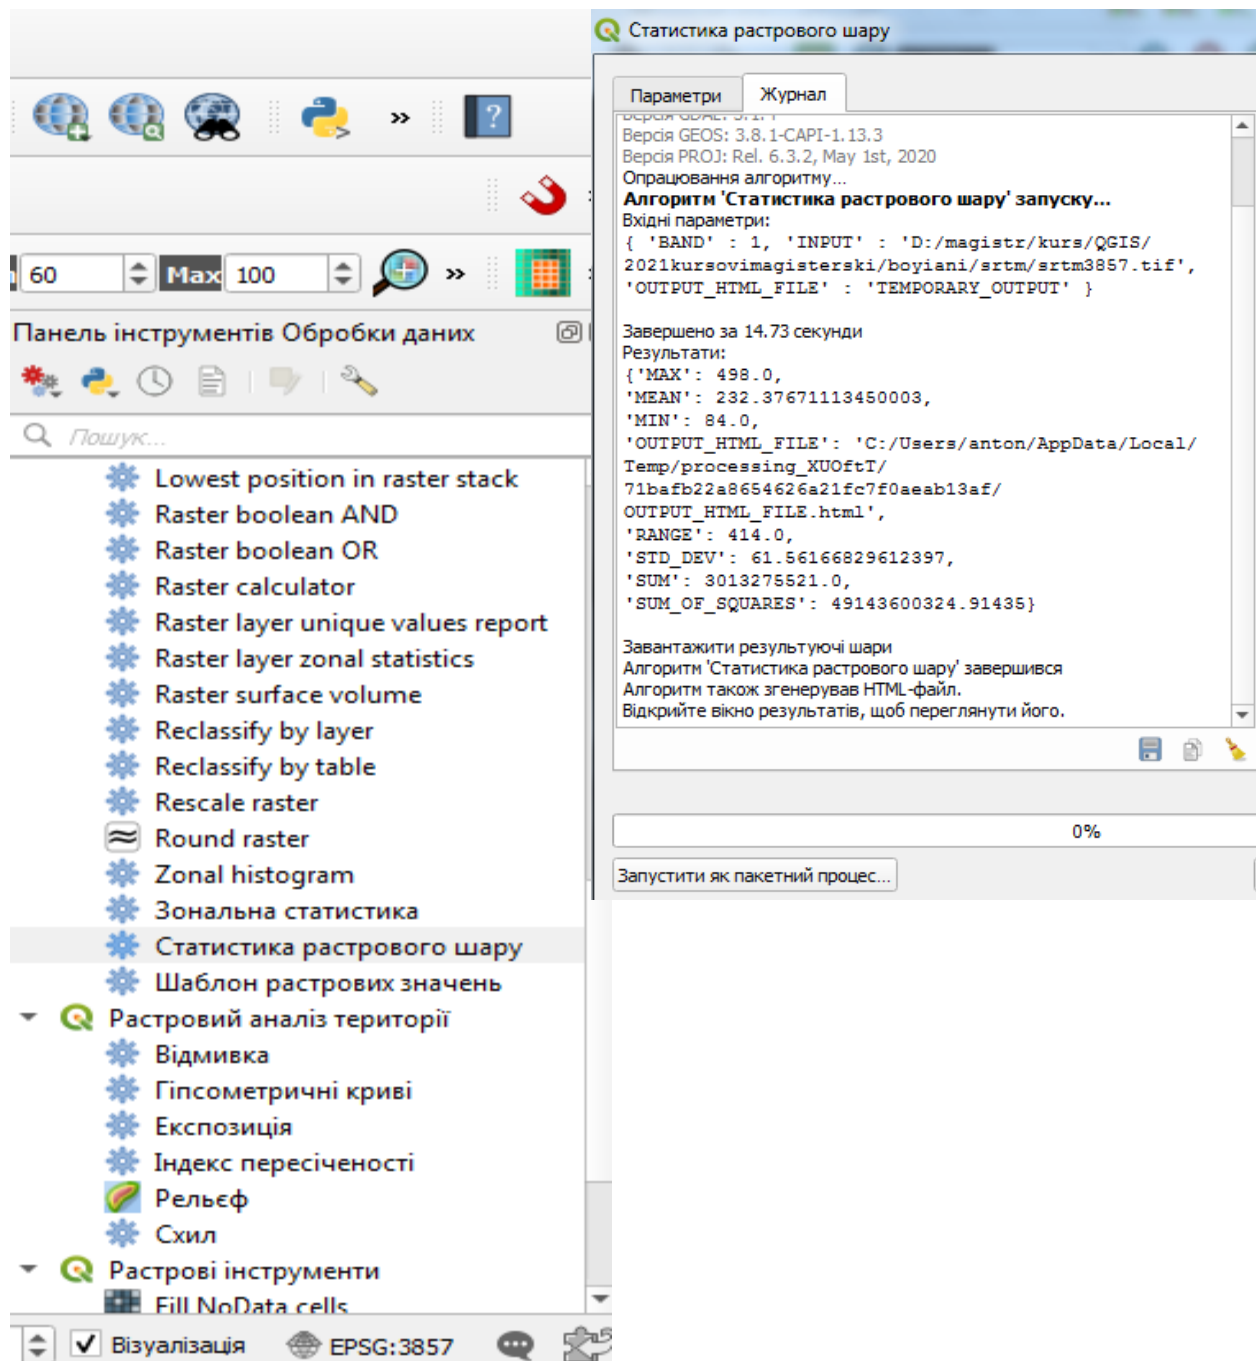 Статистика растрового шару
60
Max
100
Панель інструментів Обробки даних
Пошук...
Lowest position in raster stack
Raster boolean AND
Raster boolean OR
Raster calculator
Raster layer unique values report
Raster layer zonal statistics
Raster surface volume
Reclassify by layer
Reclassify by table
Rescale raster
Round raster
Zonal histogram
Зональна статистика
Статистика растрового шару
Шаблон растрових значень
Растровий аналіз території
Відмивка
Гіпсометричні криві
Експозиція
Індекс пересіченості
Рельєф
Схил
Растрові інструменти
Fill NoData cells
Візуалізація
EPSG:3857
Параметри
Журнал
Версія GDAL: 3.1.4
Версія GEOS: 3.8.1-CAPI-1.13.3
Версія PROJ: Rel. 6.3.2, May 1st, 2020
Опрацювання алгоритму...
Алгоритм 'Статистика растрового шару' запуску...
Вхідні параметри:
{ 'BAND' : 1, 'INPUT' : 'D:/magistr/kurs/QGIS/
2021kursovimagisterski/boyiani/srtm/srtm3857.tif',
'OUTPUT_HTML_FILE' : 'TEMPORARY_OUTPUT' }
Завершено за 14.73 секунди
Результати:
{'MAX': 498.0,
'MEAN': 232.37671113450003,
'MIN': 84.0,
'OUTPUT_HTML_FILE': 'C:/Users/anton/AppData/Local/
Temp/processing_XUOftT/
71bafb22a8654626a21fc7f0aeab13af/
OUTPUT_HTML_FILE.html',
'RANGE': 414.0,
'STD_DEV': 61.56166829612397,
'SUM': 3013275521.0,
'SUM_OF_SQUARES': 49143600324.91435}
Завантажити результуючі шари
Алгоритм 'Статистика растрового шару' завершився
Алгоритм також згенерував HTML-файл.
Відкрийте вікно результатів, щоб переглянути його.
0%
Запустити як пакетний процес...